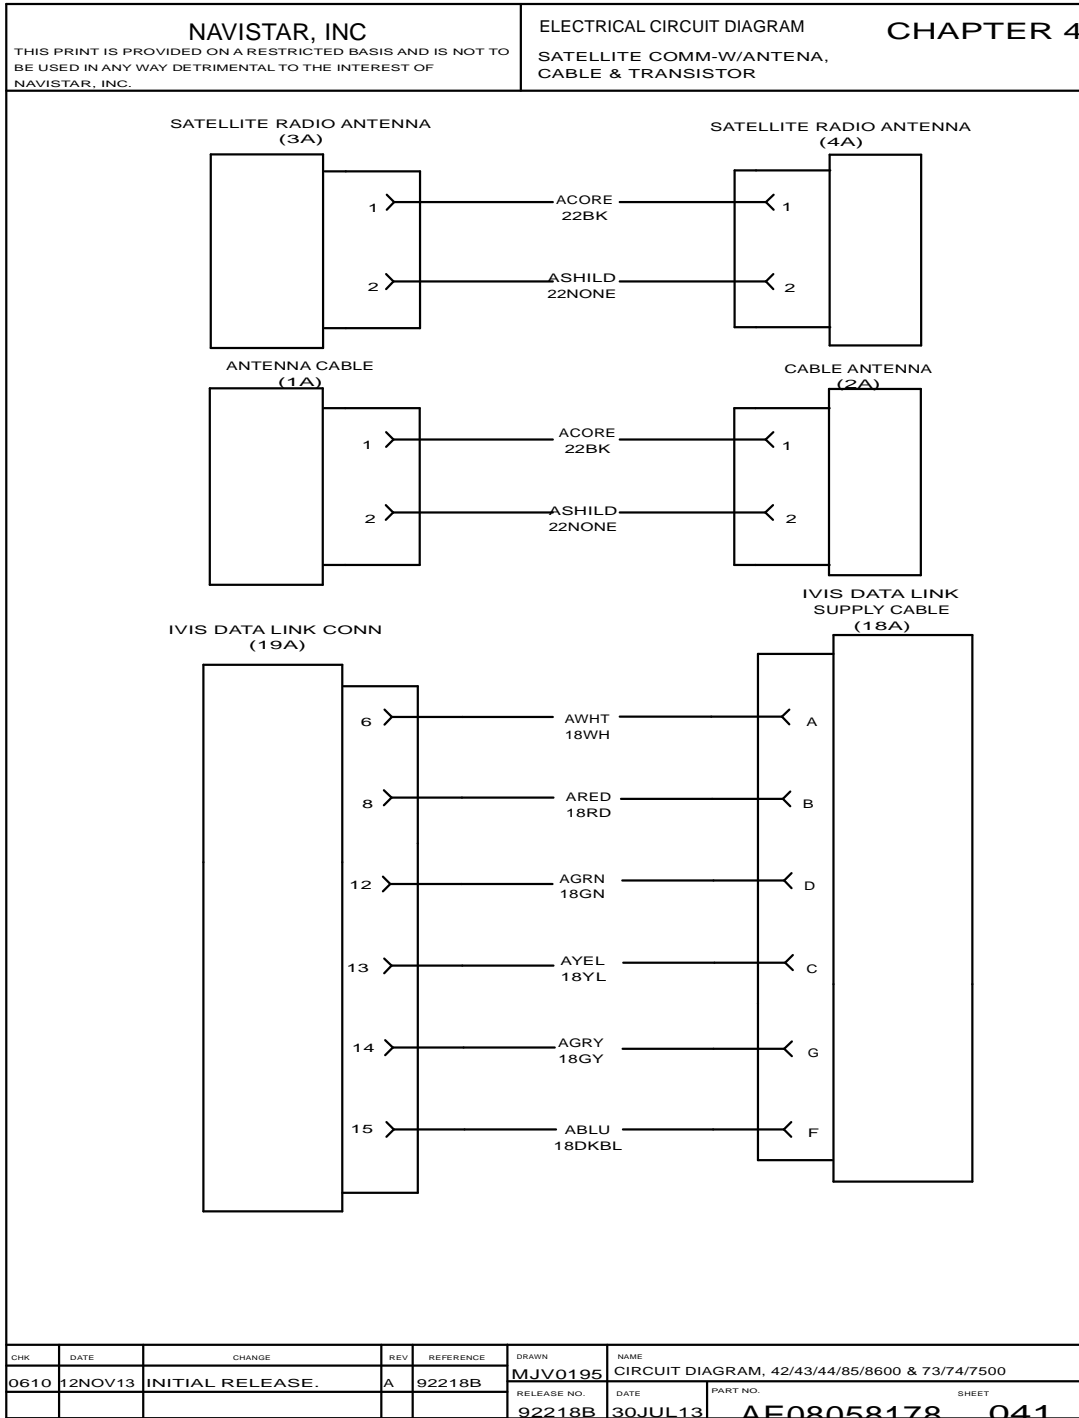 NAVISTAR, INC
THIS PRINT IS PROVIDED ON A RESTRICTED BASIS AND IS NOT TO
BE USED IN ANY WAY DETRIMENTAL TO THE INTEREST OF
NAVISTAR, INC.
ELECTRICAL CIRCUIT DIAGRAM
CHAPTER 4
SATELLITE COMM-W/ANTENA,
CABLE & TRANSISTOR
SATELLITE RADIO ANTENNA
(3A)
SATELLITE RADIO ANTENNA
(4A)
1
ACORE
22BK
1
2
ASHILD
22NONE
2
ANTENNA CABLE
(1A)
CABLE ANTENNA
(2A)
1
ACORE
22BK
1
2
ASHILD
22NONE
2
IVIS DATA LINK CONN
(19A)
IVIS DATA LINK
SUPPLY CABLE
(18A)
6
AWHT
18WH
A
8
ARED
18RD
B
12
AGRN
18GN
D
13
AYEL
18YL
C
14
AGRY
18GY
G
15
ABLU
18DKBL
F
CHK
DATE
CHANGE
REV
REFERENCE
0610
12NOV13
INITIAL RELEASE.
A
92218B
DRAWN
MJV0195
NAME
CIRCUIT DIAGRAM, 42/43/44/85/8600 & 73/74/7500
RELEASE NO.
92218B
DATE
30JUL13
PART NO.
AE08058178
SHEET
041